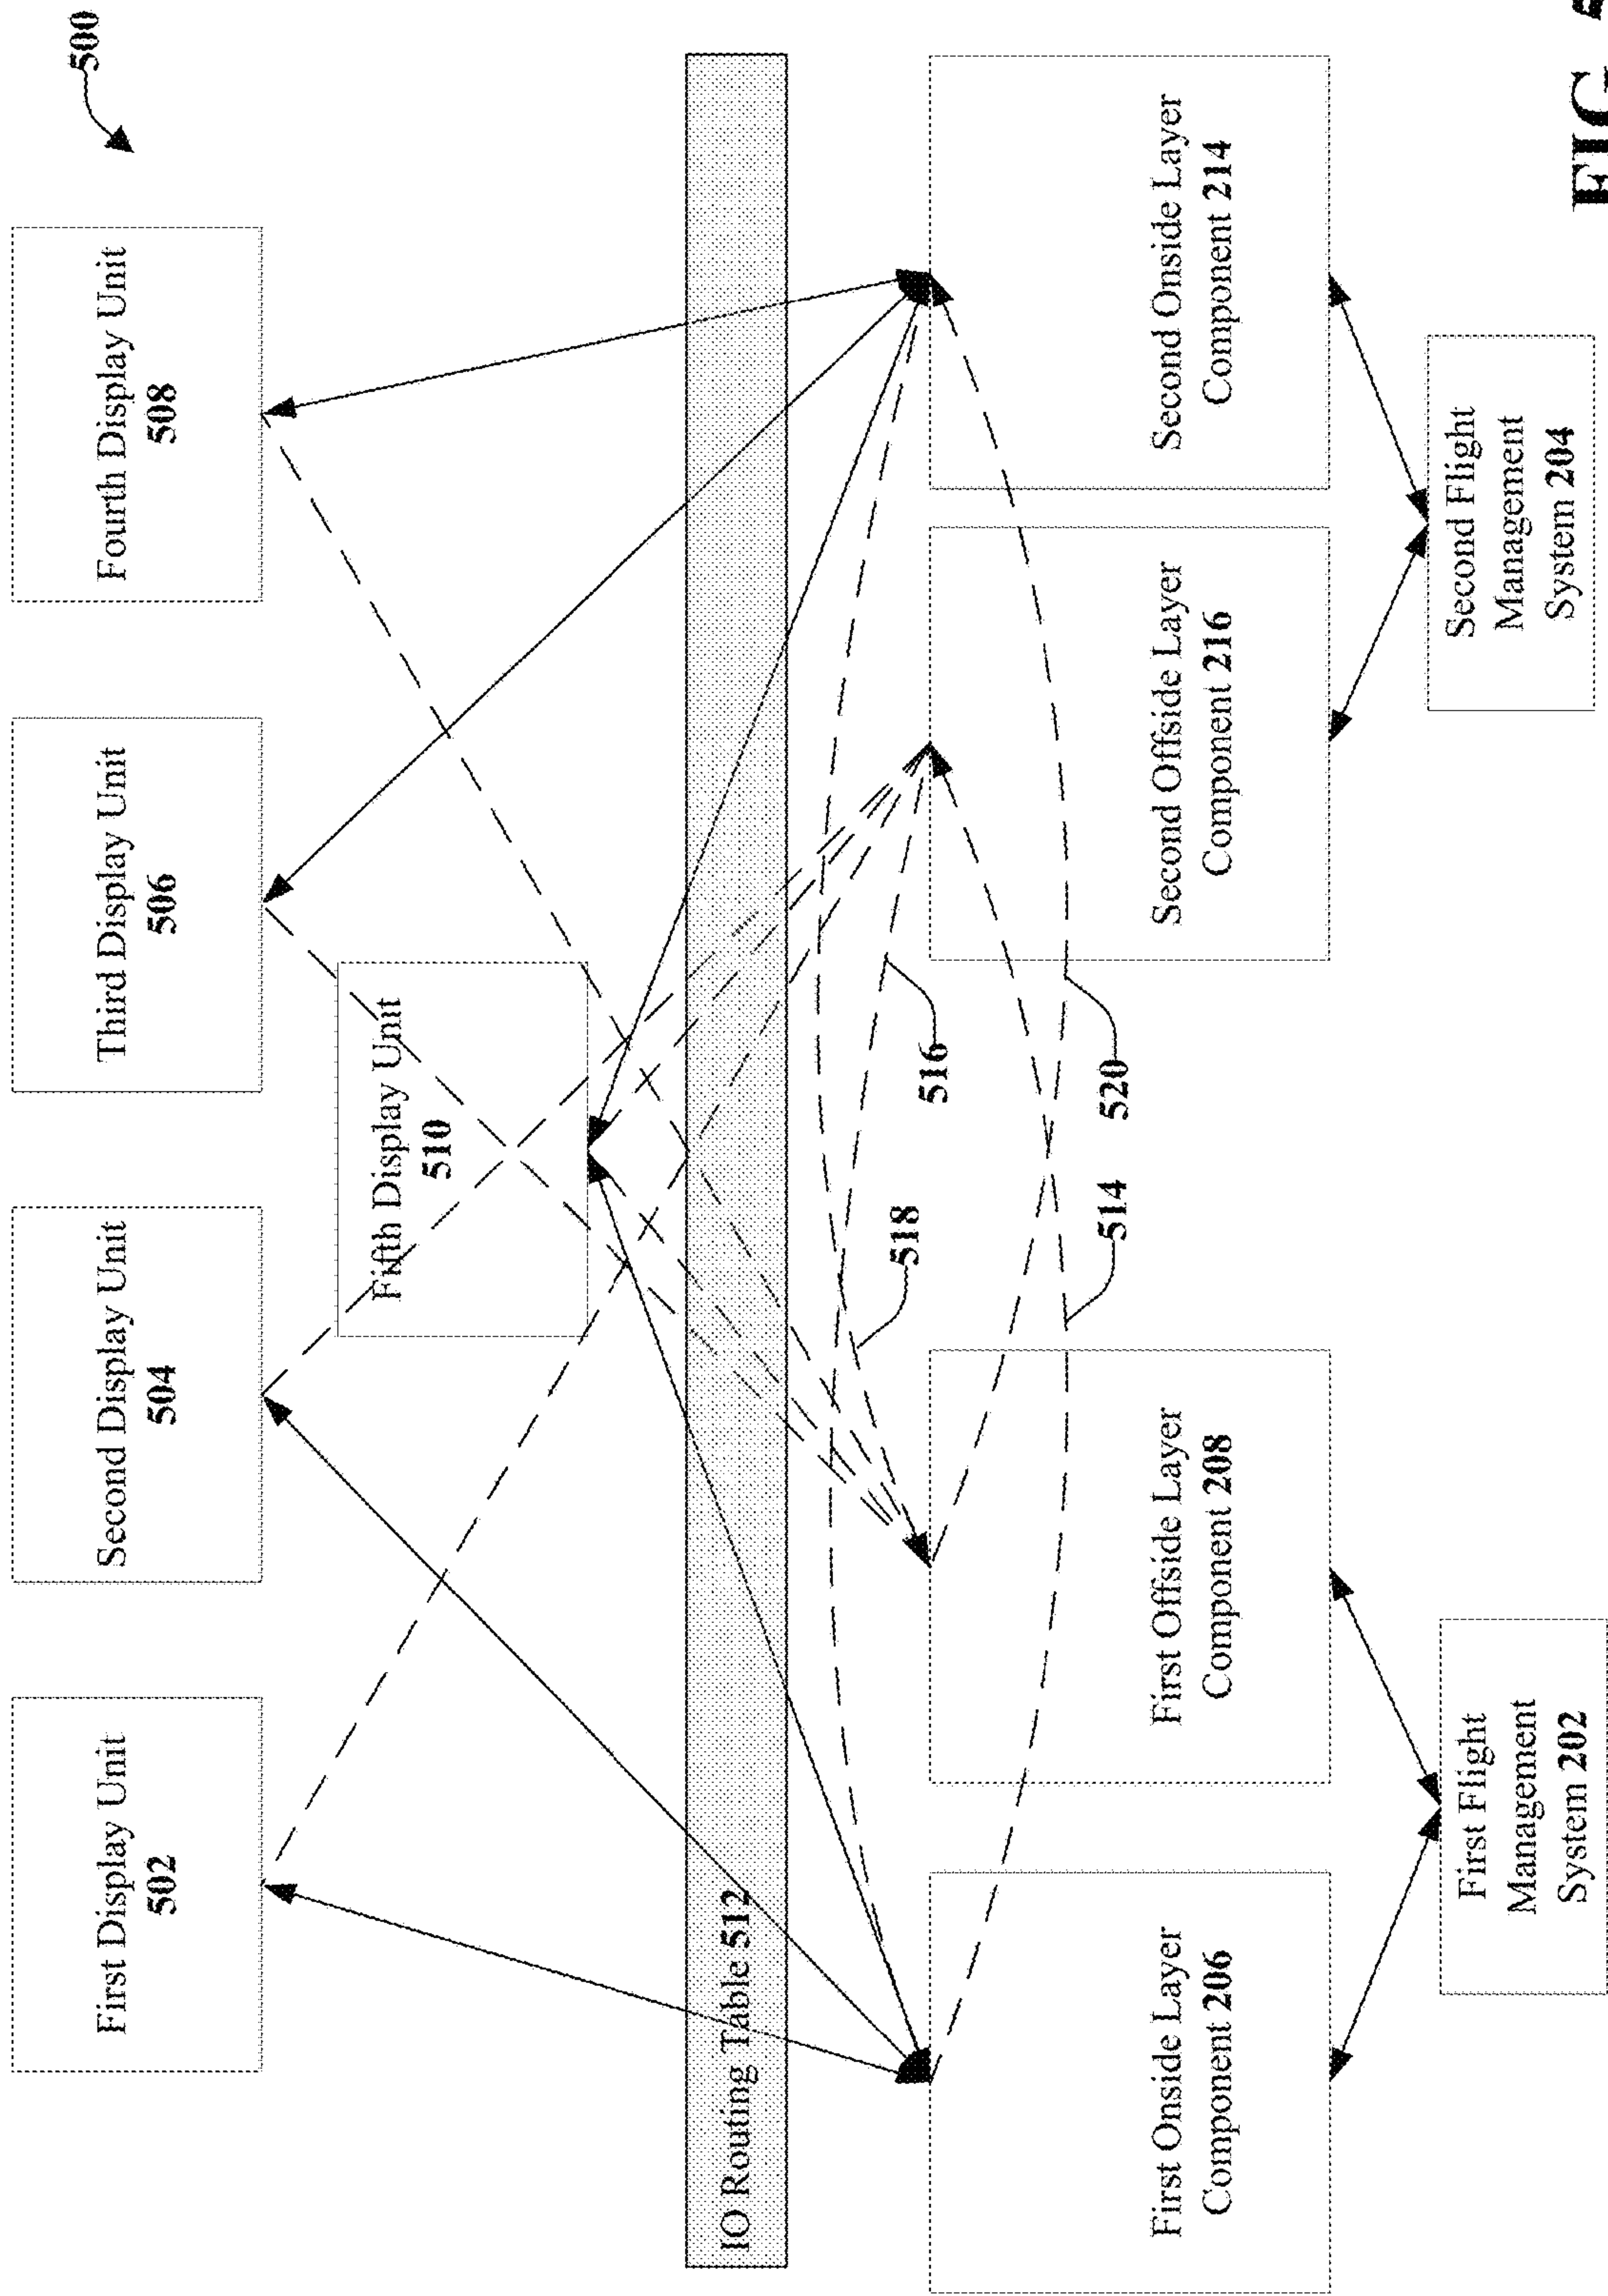 500
First Display Unit
502
Second Display Unit
504
Third Display Unit
506
Fourth Display Unit
508
Fifth Display Unit
510
IO Routing Table 512
518
516
514
520
First Onside Layer
Component 206
First Offside Layer
Component 208
Second Offside Layer
Component 216
Second Onside Layer
Component 214
First Flight
Management
System 202
Second Flight
Management
System 204
FIG.